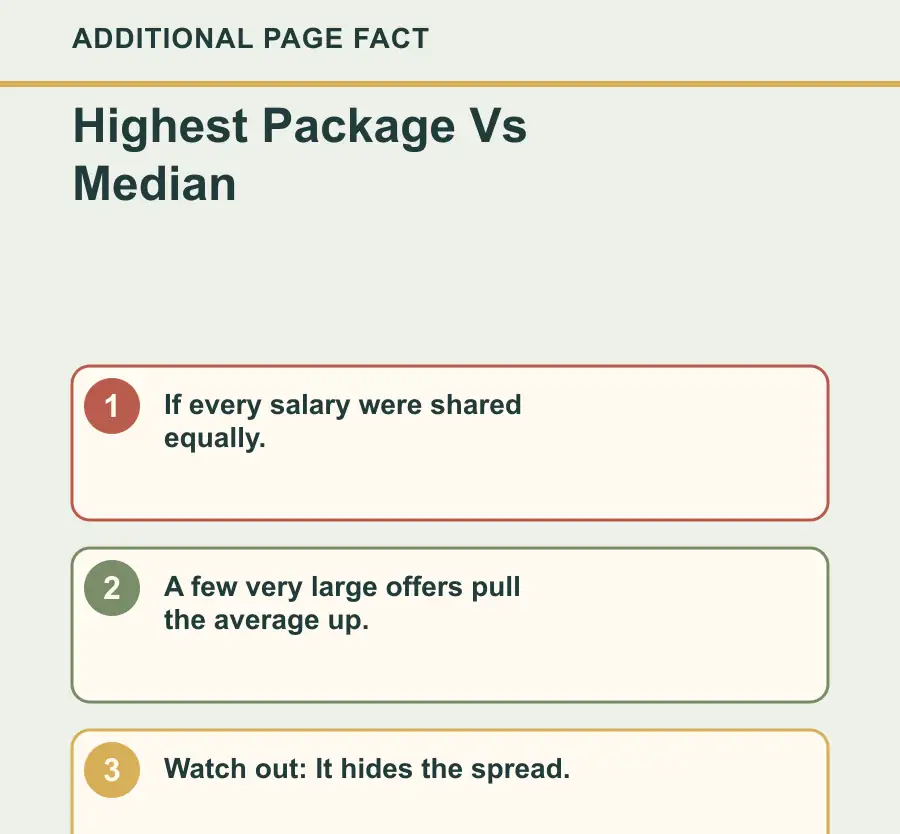 ADDITIONAL PAGE FACT
Highest Package Vs
Median
1
If every salary were shared
equally.
2
A few very large offers pull
the average up.
3
Watch out: It hides the spread.